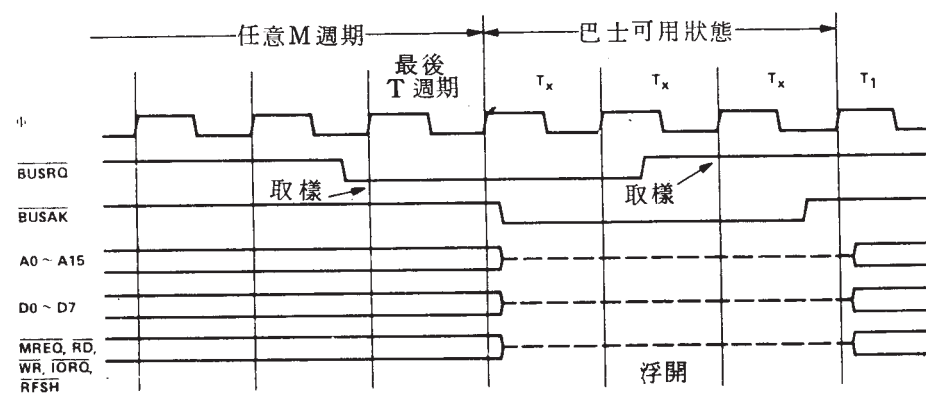 任意M週期
巴士可用狀態
最後
T 週期
Tx
Tx
Tx
T1
Φ
BUSRQ
取樣
取樣
BUSAK
A0 ~ A15
D0 ~ D7
MREQ, RD,
WR, IORQ,
RFSH
浮開